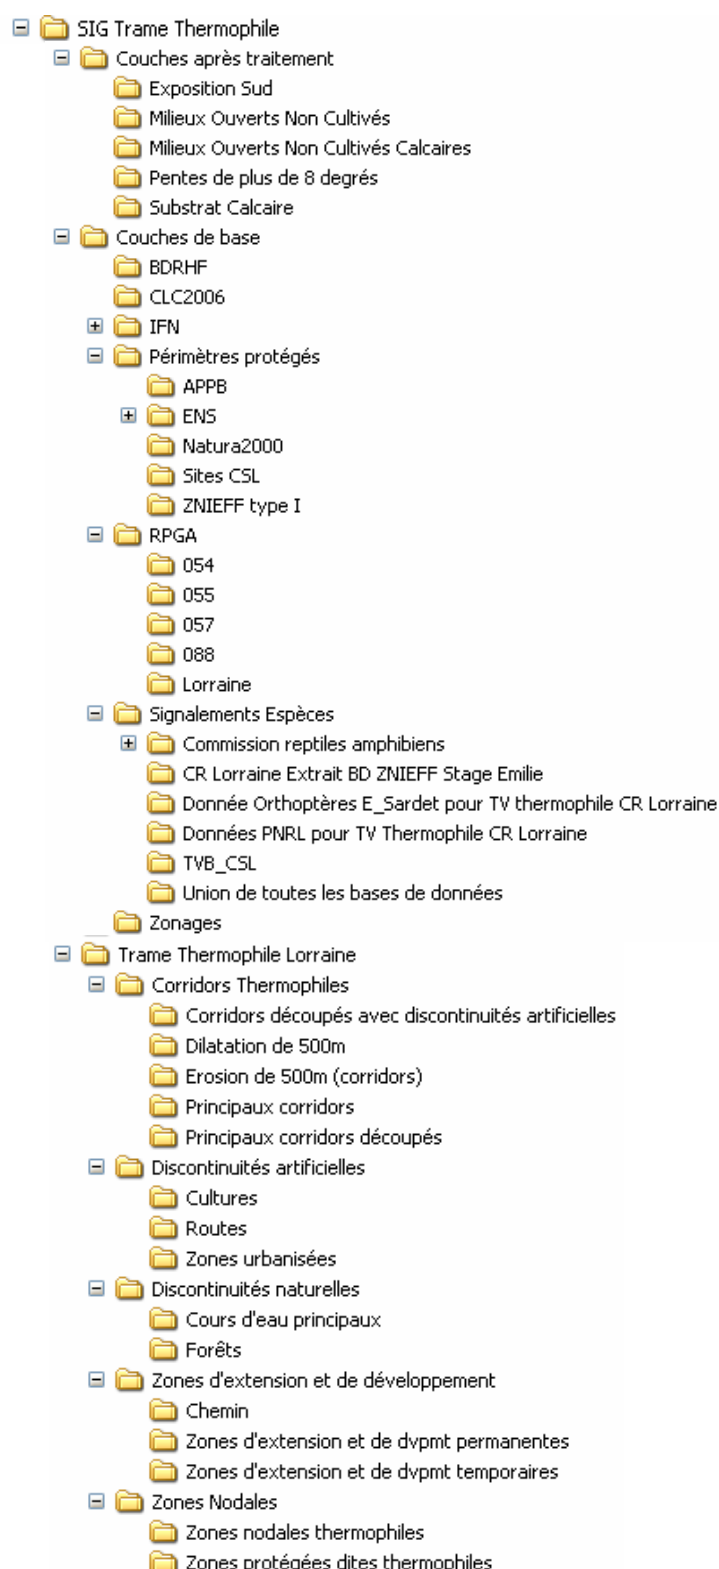 SIG Trame Thermophile
Couches après traitement
Exposition Sud
Milieux Ouverts Non Cultivés
Milieux Ouverts Non Cultivés Calcaires
Pentes de plus de 8 degrés
Substrat Calcaire
Couches de base
BDRHF
CLC2006
IFN
Périmètres protégés
APPB
ENS
Natura2000
Sites CSL
ZNIEFF type I
RPGA
054
055
057
088
Lorraine
Signalements Espèces
Commission reptiles amphibiens
CR Lorraine Extrait BD ZNIEFF Stage Emilie
Donnée Orthoptères E_Sardet pour TV thermophile CR Lorraine
Données PNRL pour TV Thermophile CR Lorraine
TVB_CSL
Union de toutes les bases de données
Zonages
Trame Thermophile Lorraine
Corridors Thermophiles
Corridors découpés avec discontinuités artificielles
Dilatation de 500m
Erosion de 500m (corridors)
Principaux corridors
Principaux corridors découpés
Discontinuités artificielles
Cultures
Routes
Zones urbanisées
Discontinuités naturelles
Cours d'eau principaux
Forêts
Zones d'extension et de développement
Chemin
Zones d'extension et de dvpmt permanentes
Zones d'extension et de dvpmt temporaires
Zones Nodales
Zones nodales thermophiles
Zones protégées dites thermophiles